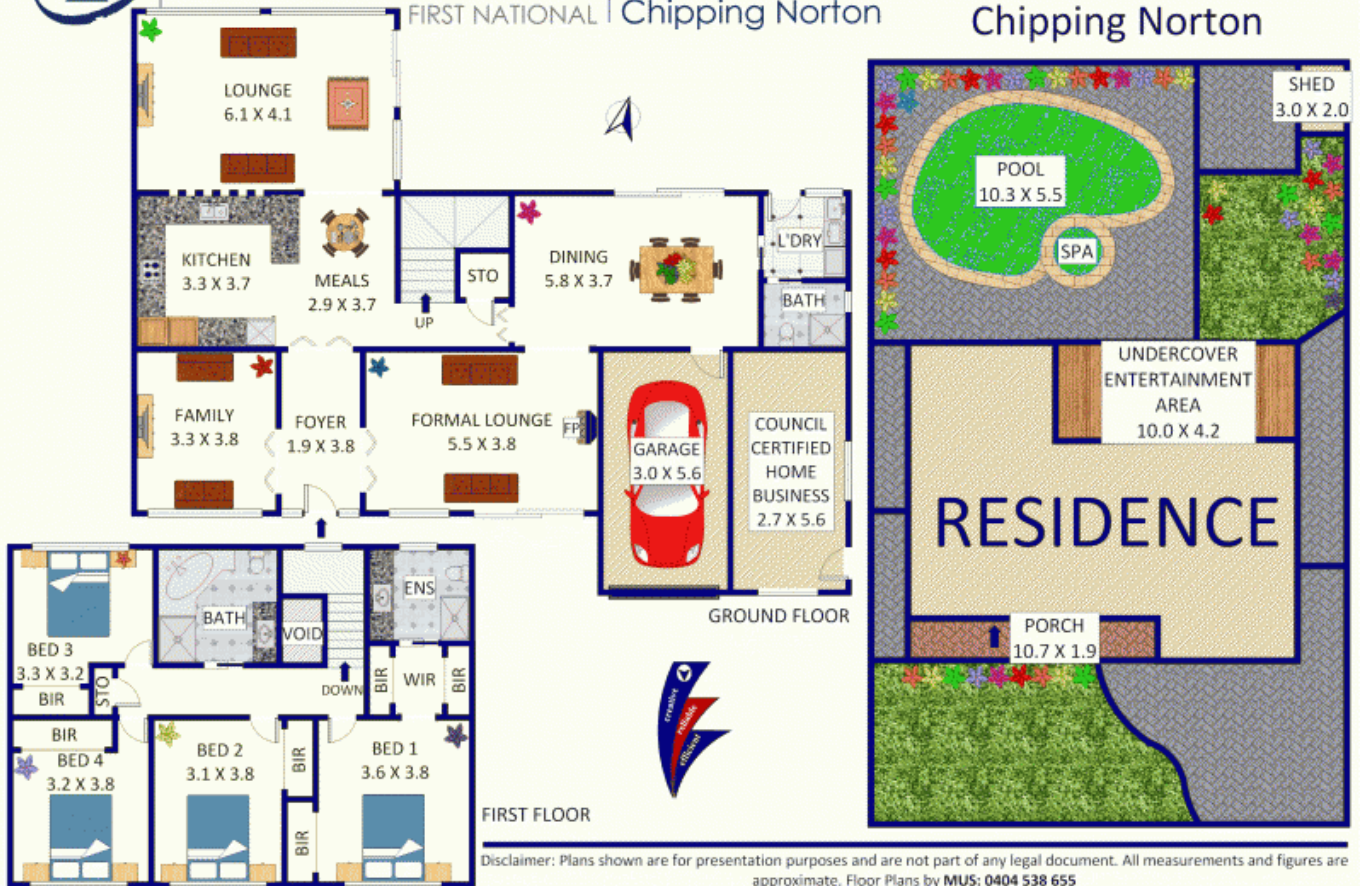 FIRST NATIONAL | Chipping Norton
Chipping Norton
LOUNGE
6.1 X 4.1
KITCHEN
3.3 X 3.7
MEALS
2.9 X 3.7
UP
STO
DINING
5.8 X 3.7
L'DRY
BATH
FAMILY
3.3 X 3.8
FOYER
1.9 X 3.8
FORMAL LOUNGE
5.5 X 3.8
FP
GARAGE
3.0 X 5.6
COUNCIL
CERTIFIED
HOME
BUSINESS
2.7 X 5.6
GROUND FLOOR
BED 3
3.3 X 3.2
BIR
STO
BATH
VOID
DOWN
ENS
BIR
WIR
BIR
BIR
BED 4
3.2 X 3.8
BED 2
3.1 X 3.8
BIR
BIR
BED 1
3.6 X 3.8
FIRST FLOOR
creative
reliable
efficient
SHED
3.0 X 2.0
POOL
10.3 X 5.5
SPA
UNDERCOVER
ENTERTAINMENT
AREA
10.0 X 4.2
RESIDENCE
PORCH
10.7 X 1.9
Disclaimer: Plans shown are for presentation purposes and are not part of any legal document. All measurements and figures are
approximate. Floor Plans by MUS: 0404 538 655